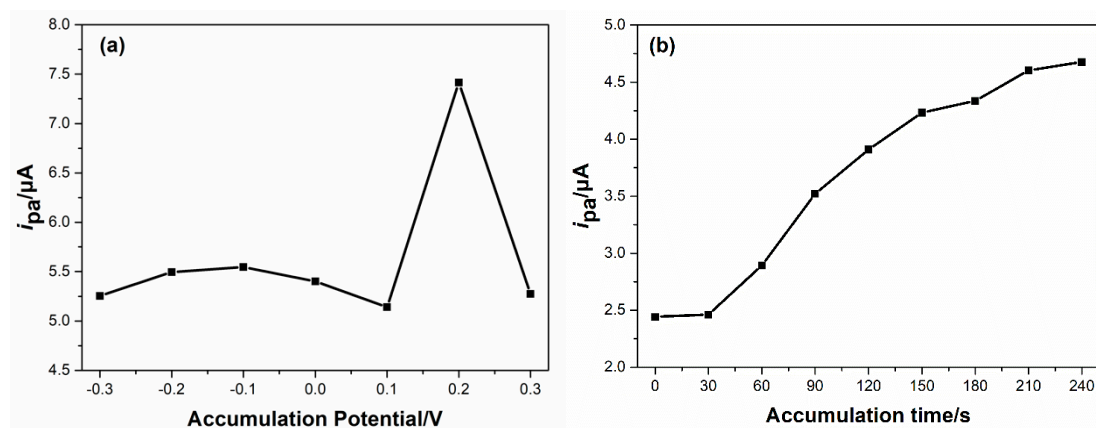 (a)
8.0
7.5
7.0
6.5
6.0
5.5
5.0
4.5
ipa/µA
-0.3 -0.2 -0.1 0.0 0.1 0.2 0.3
Accumulation Potential/V
(b)
5.0
4.5
4.0
3.5
3.0
2.5
2.0
ipa/µA
0 30 60 90 120 150 180 210 240
Accumulation time/s